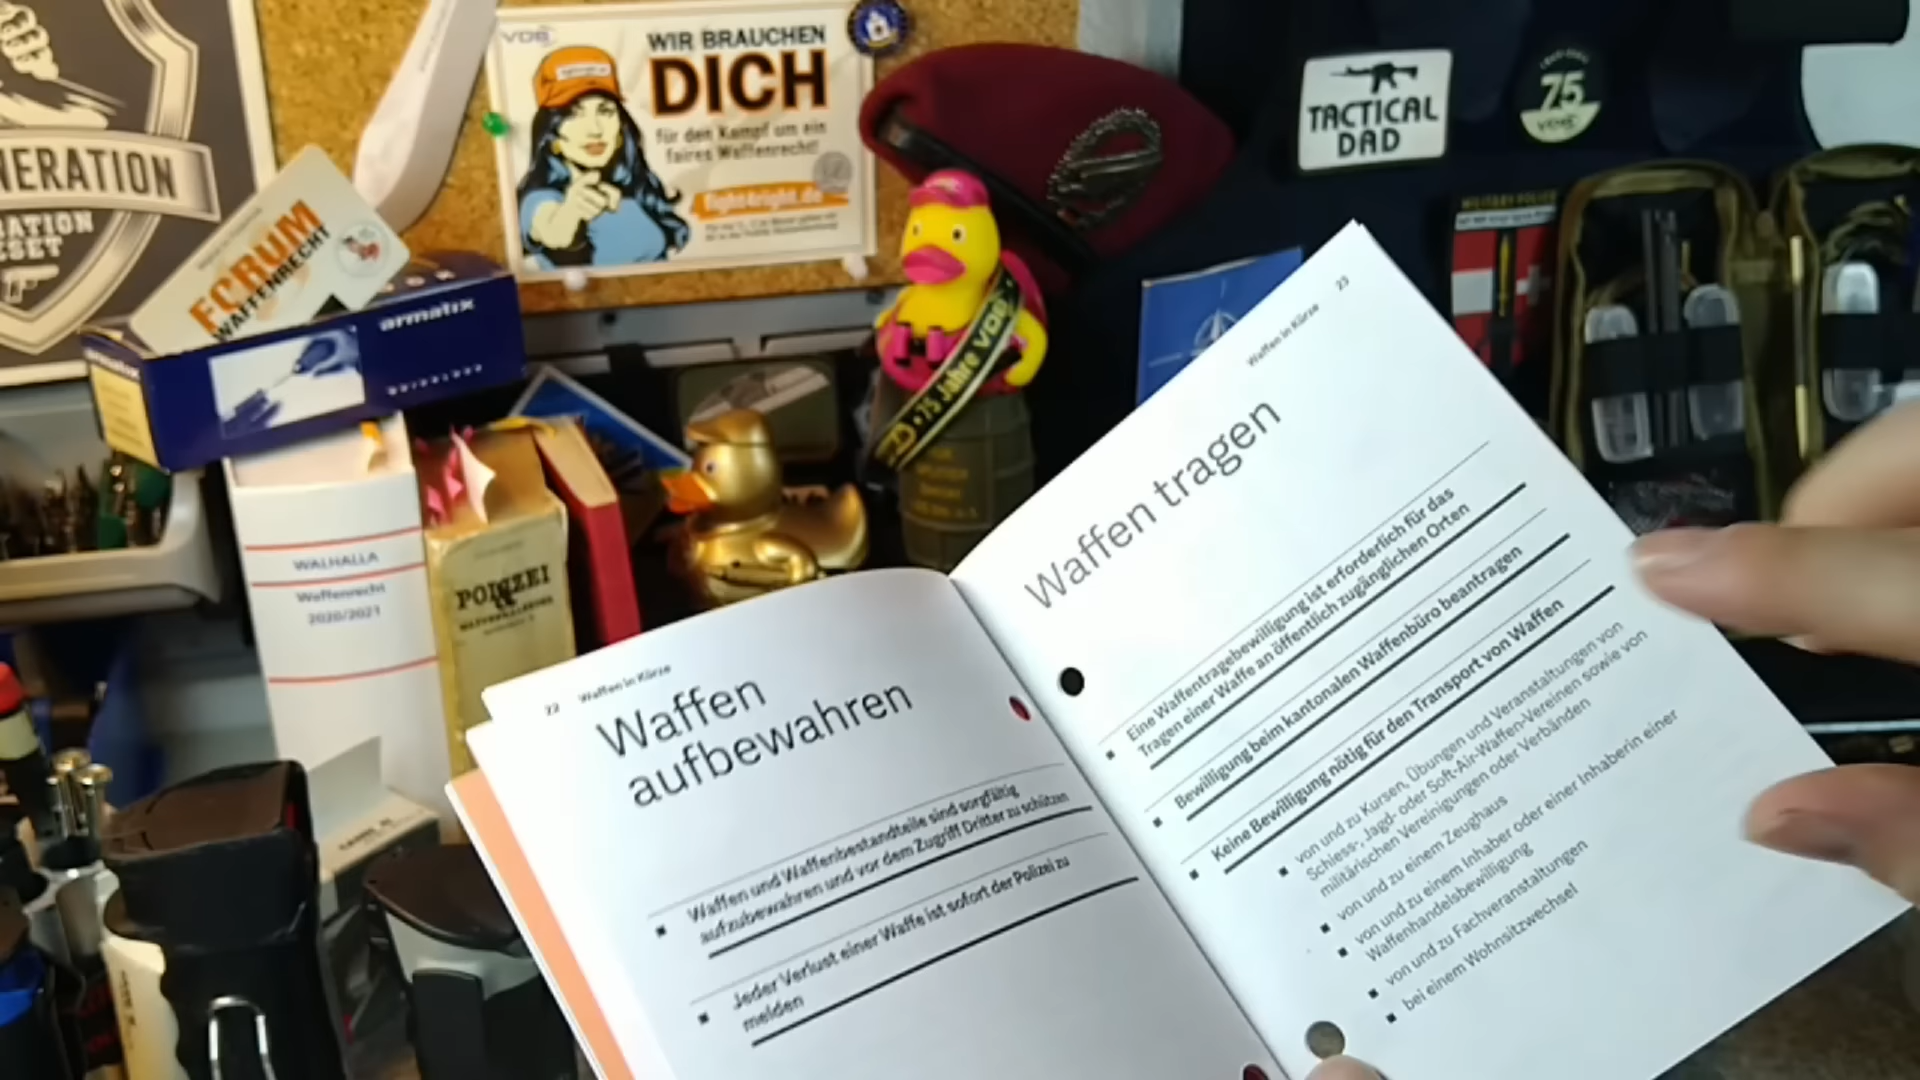 NERATION
RATION
ESET
VDB
WIR BRAUCHEN
DICH
für den Kampf um ein
faires Waffenrecht!
fight4right.de
TACTICAL
DAD
75
FORUM
WAFFENRECHT
armatix
75 Jahre VDB
WALHALLA
Waffenrecht
2020/2021
POLIZEI
22 Waffen in Kürze
Waffen
aufbewahren
▪ Waffen und Waffenbestandteile sind sorgfältig
aufzubewahren und vor dem Zugriff Dritter zu schützen
▪ Jeder Verlust einer Waffe ist sofort der Polizei zu
melden
Waffen in Kürze 23
Waffen tragen
▪ Eine Waffentragebewilligung ist erforderlich für das
Tragen einer Waffe an öffentlich zugänglichen Orten
▪ Bewilligung beim kantonalen Waffenbüro beantragen
▪ Keine Bewilligung nötig für den Transport von Waffen
▪ von und zu Kursen, Übungen und Veranstaltungen von
Schiess-, Jagd- oder Soft-Air-Waffen-Vereinen sowie von
militärischen Vereinigungen oder Verbänden
▪ von und zu einem Zeughaus
▪ von und zu einem Inhaber oder einer Inhaberin einer
Waffenhandelsbewilligung
▪ von und zu Fachveranstaltungen
▪ bei einem Wohnsitzwechsel